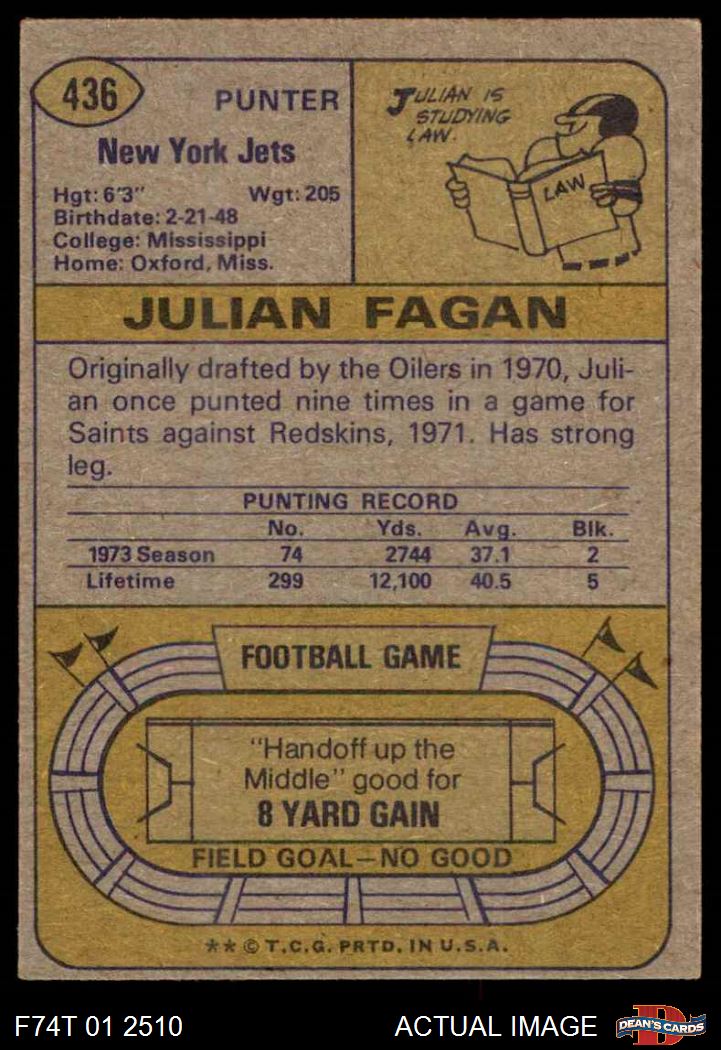 436
PUNTER
New York Jets
Hgt: 6'3" Wgt: 205
Birthdate: 2-21-48
College: Mississippi
Home: Oxford, Miss.
JULIAN IS
STUDYING
LAW.
LAW
JULIAN FAGAN
Originally drafted by the Oilers in 1970, Juli-
an once punted nine times in a game for
Saints against Redskins, 1971. Has strong
leg.
PUNTING RECORD
No. Yds. Avg. Blk.
1973 Season 74 2744 37.1 2
Lifetime 299 12,100 40.5 5
FOOTBALL GAME
"Handoff up the
Middle" good for
8 YARD GAIN
FIELD GOAL—NO GOOD
** © T.C.G. PRTD. IN U.S.A.
F74T 01 2510
ACTUAL IMAGE
D
DEAN'S CARDS